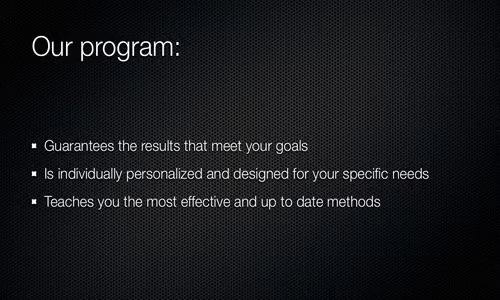 Our program:
Guarantees the results that meet your goals
Is individually personalized and designed for your specific needs
Teaches you the most effective and up to date methods